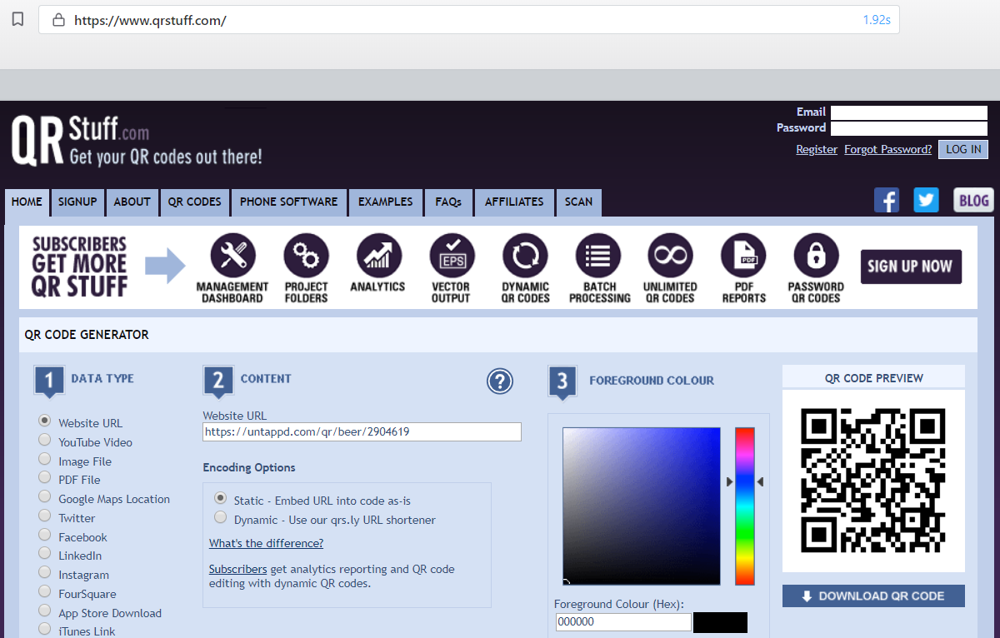 https://www.qrstuff.com/
1.92s
QR Stuff.com
Get your QR codes out there!
Email
Password
Register Forgot Password? LOG IN
HOME SIGNUP ABOUT QR CODES PHONE SOFTWARE EXAMPLES FAQs AFFILIATES SCAN
f
BLOG
SUBSCRIBERS
GET MORE
QR STUFF
MANAGEMENT
DASHBOARD
PROJECT
FOLDERS
ANALYTICS
EPS
VECTOR
OUTPUT
DYNAMIC
QR CODES
BATCH
PROCESSING
UNLIMITED
QR CODES
PDF
PDF
REPORTS
PASSWORD
QR CODES
SIGN UP NOW
QR CODE GENERATOR
1 DATA TYPE
Website URL
YouTube Video
Image File
PDF File
Google Maps Location
Twitter
Facebook
LinkedIn
Instagram
FourSquare
App Store Download
iTunes Link
2 CONTENT
?
Website URL
https://untappd.com/qr/beer/2904619
Encoding Options
Static - Embed URL into code as-is
Dynamic - Use our qrs.ly URL shortener
What's the difference?
Subscribers get analytics reporting and QR code
editing with dynamic QR codes.
3 FOREGROUND COLOUR
Foreground Colour (Hex):
000000
QR CODE PREVIEW
DOWNLOAD QR CODE